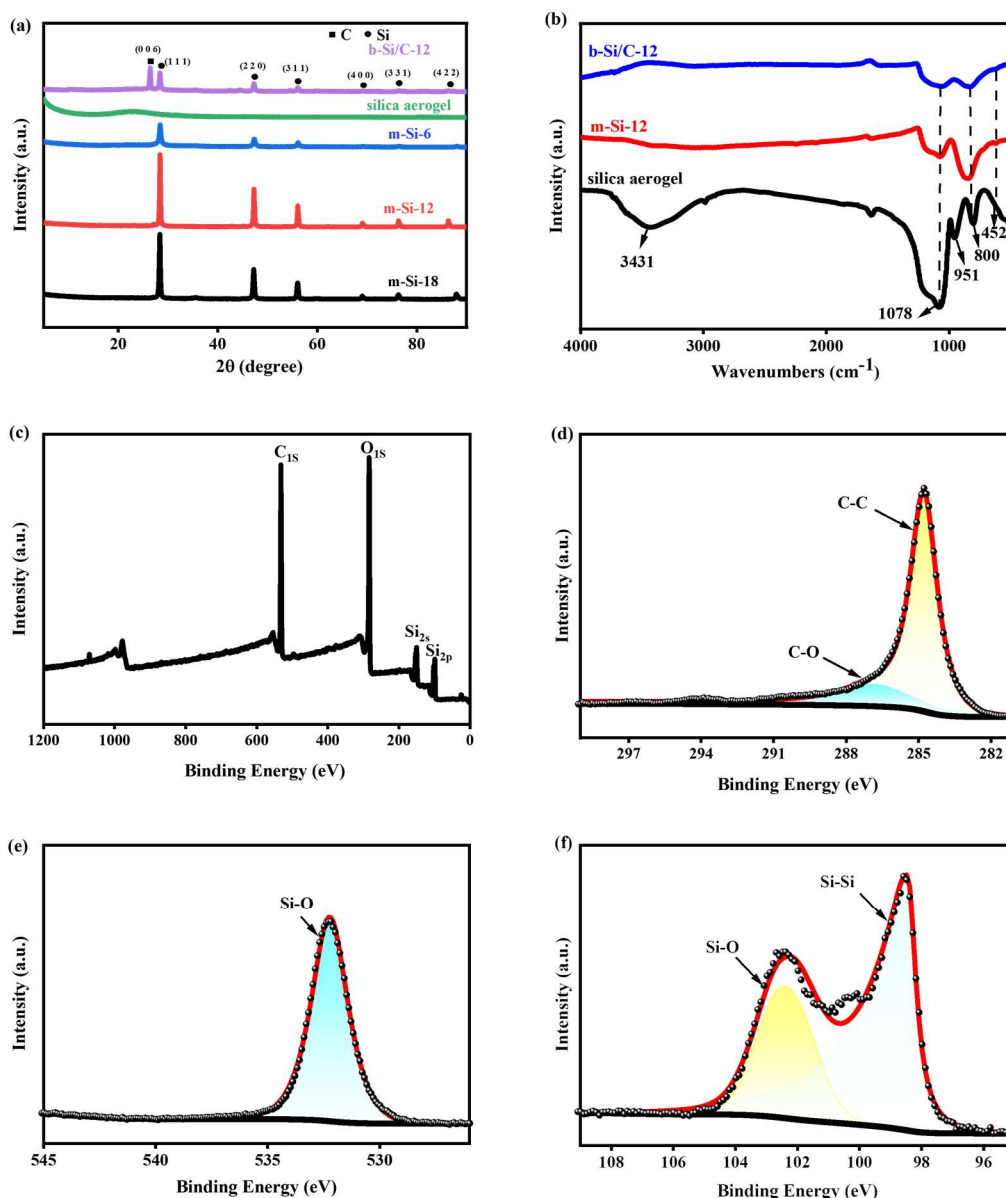 (a)
■ C ● Si
b-Si/C-12
(0 0 6)
(1 1 1)
(2 2 0)
(3 1 1)
(4 0 0)
(3 3 1)
(4 2 2)
silica aerogel
m-Si-6
m-Si-12
m-Si-18
Intensity (a.u.)
20 40 60 80
2θ (degree)
(b)
b-Si/C-12
m-Si-12
silica aerogel
3431
1078
951
800
452
Intensity (a.u.)
4000 3000 2000 1000
Wavenumbers (cm⁻¹)
(c)
C₁S
O₁S
Si₂s
Si₂p
Intensity (a.u.)
1200 1000 800 600 400 200 0
Binding Energy (eV)
(d)
C-C
C-O
Intensity (a.u.)
297 294 291 288 285 282
Binding Energy (eV)
(e)
Si-O
Intensity (a.u.)
545 540 535 530
Binding Energy (eV)
(f)
Si-Si
Si-O
Intensity (a.u.)
108 106 104 102 100 98 96
Binding Energy (eV)